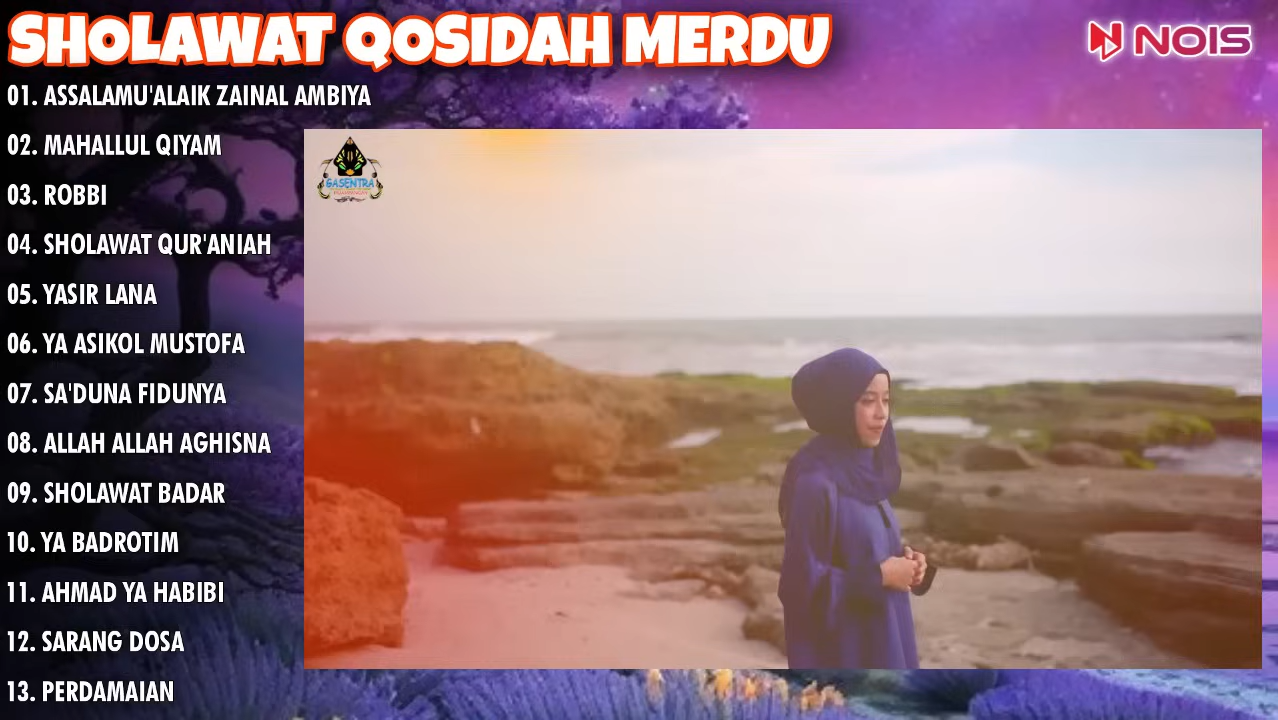 SHOLAWAT QOSIDAH MERDU
NOIS
01. ASSALAMU'ALAIK ZAINAL AMBIYA
02. MAHALLUL QIYAM
03. ROBBI
04. SHOLAWAT QUR'ANIAH
05. YASIR LANA
06. YA ASIKOL MUSTOFA
07. SA'DUNA FIDUNYA
08. ALLAH ALLAH AGHISNA
09. SHOLAWAT BADAR
10. YA BADROTIM
11. AHMAD YA HABIBI
12. SARANG DOSA
13. PERDAMAIAN
GASENTRA